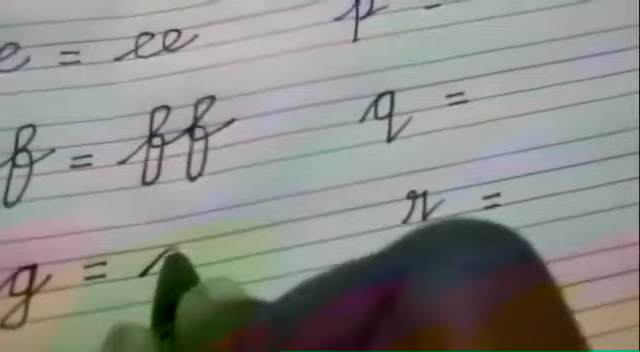 e = ee
p -
f = ff
q =
r =
g =